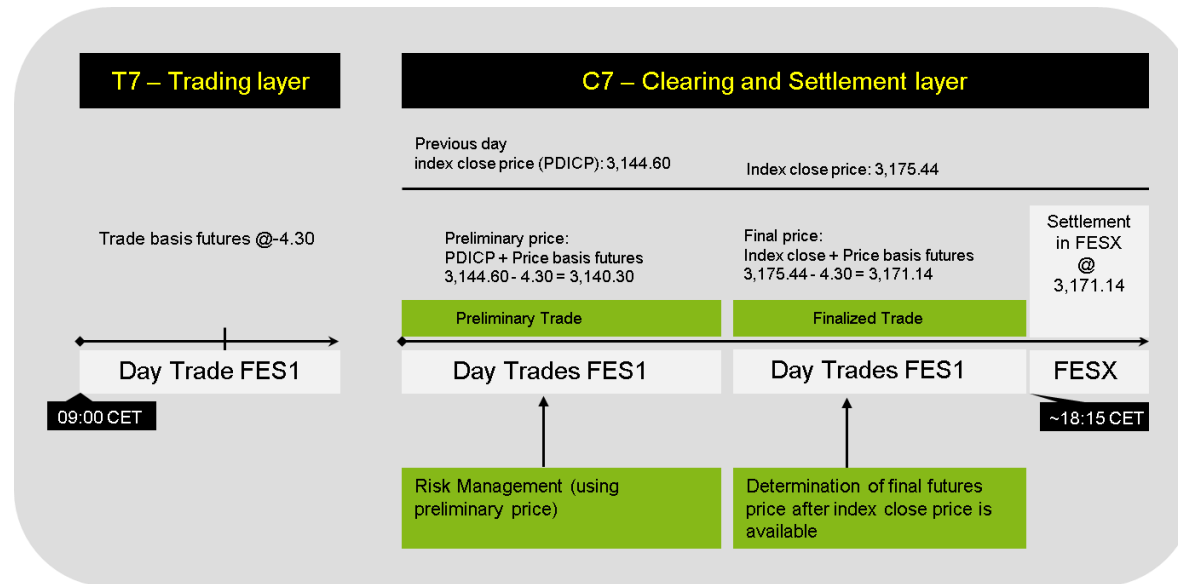 T7 – Trading layer
C7 – Clearing and Settlement layer
Previous day
index close price (PDICP): 3,144.60
Index close price: 3,175.44
Trade basis futures @-4.30
Preliminary price:
PDICP + Price basis futures
3,144.60 - 4.30 = 3,140.30
Final price:
Index close + Price basis futures
3,175.44 - 4.30 = 3,171.14
Settlement
in FESX
@
3,171.14
Preliminary Trade
Finalized Trade
Day Trade FES1
Day Trades FES1
Day Trades FES1
FESX
09:00 CET
~18:15 CET
Risk Management (using
preliminary price)
Determination of final futures
price after index close price is
available